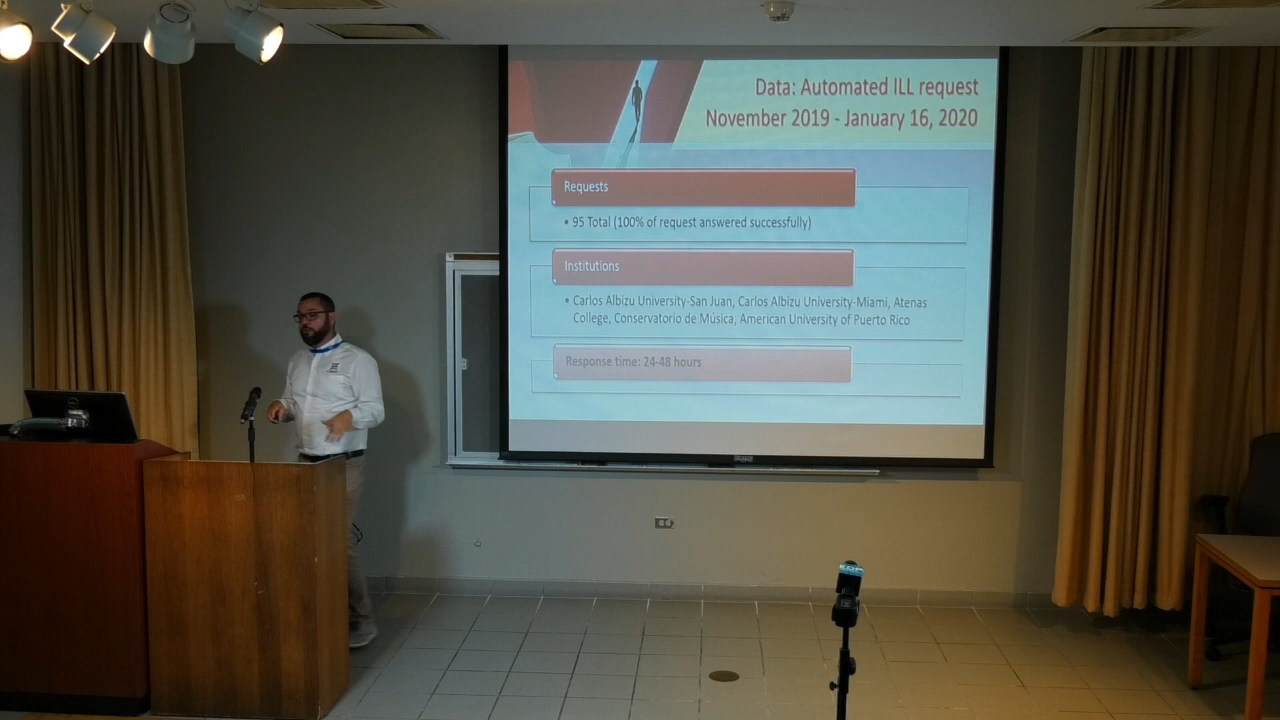 Data: Automated ILL request
November 2019 - January 16, 2020
Requests
• 95 Total (100% of request answered successfully)
Institutions
• Carlos Albizu University-San Juan, Carlos Albizu University-Miami, Atenas
College, Conservatorio de Música, American University of Puerto Rico
Response time: 24-48 hours